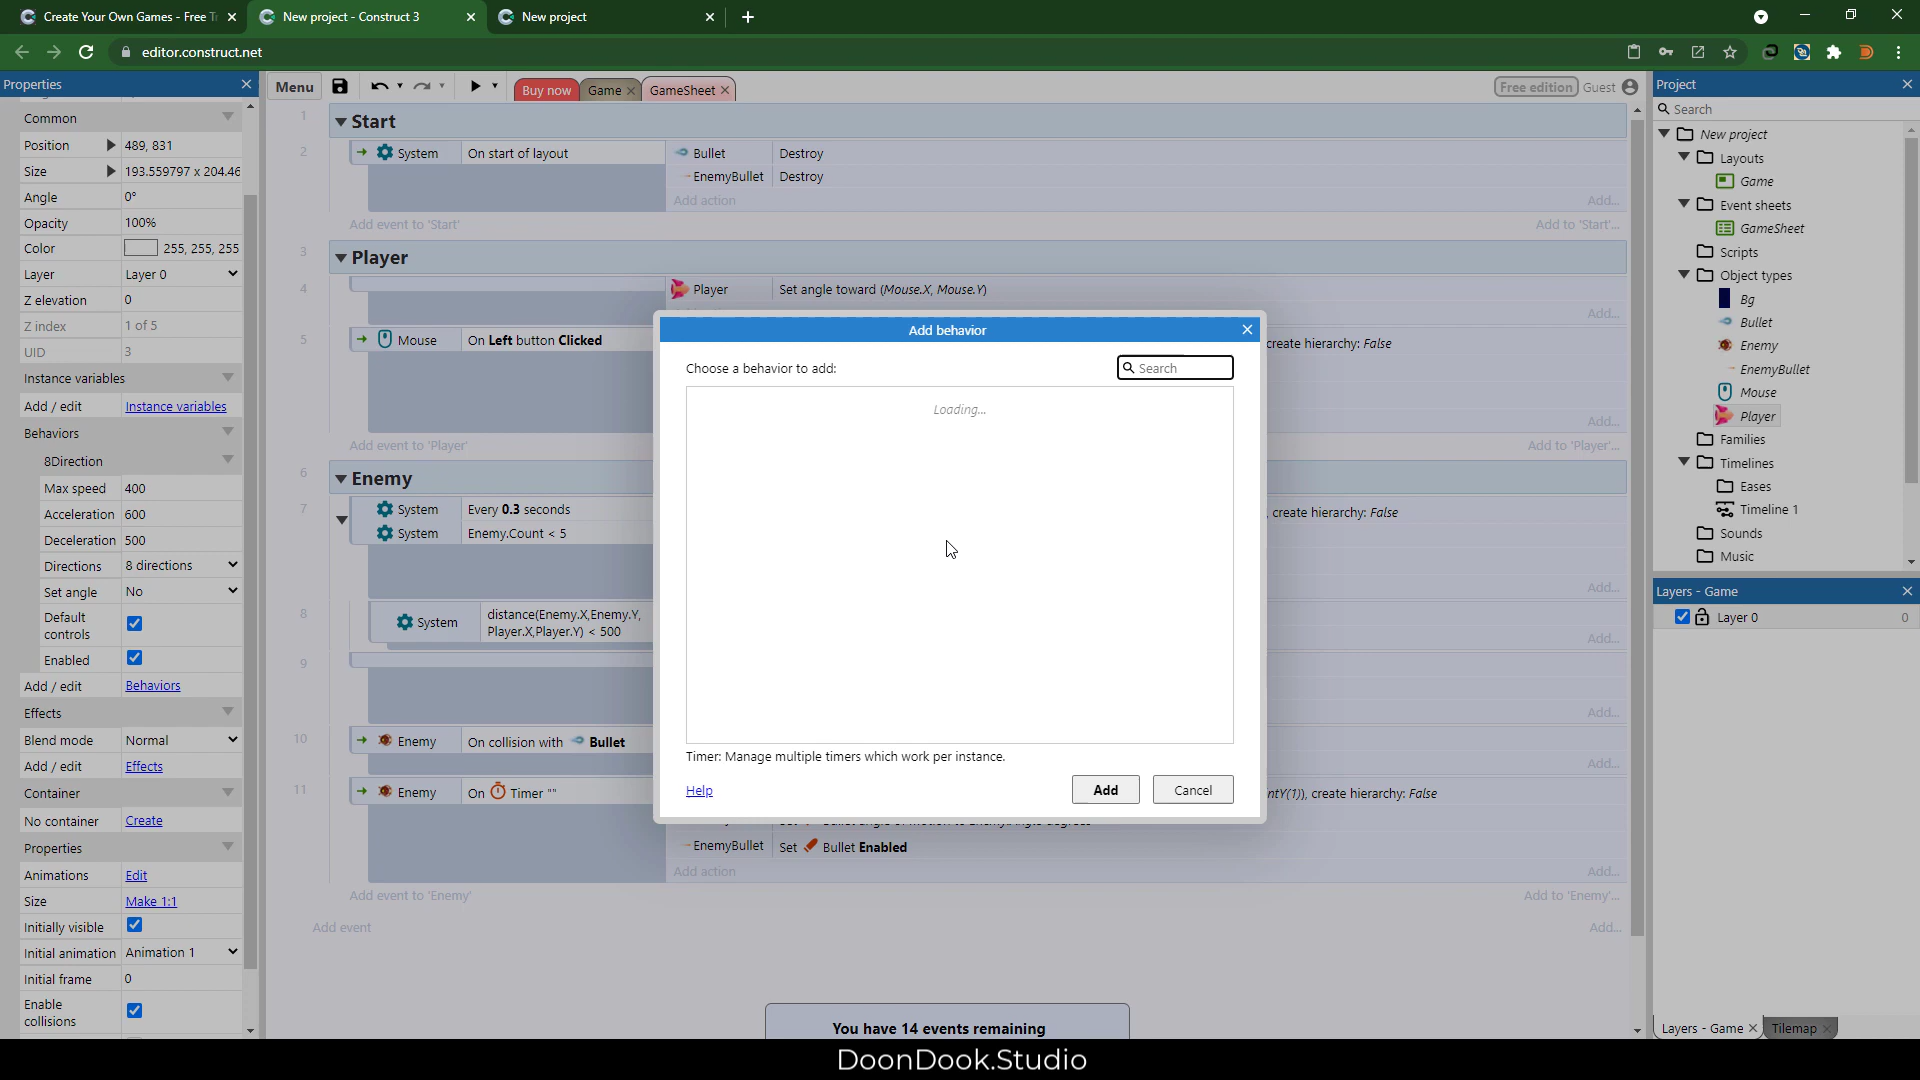 Create Your Own Games - Free Tr
New project - Construct 3
New project
editor.construct.net
Properties
Menu
Buy now
Game
GameSheet
Free edition
Guest
Project
Common
Position
489, 831
Size
193.559797 x 204.46
Angle
0°
Opacity
100%
Color
255, 255, 255
Layer
Layer 0
Z elevation
0
Z index
1 of 5
UID
3
Instance variables
Add / edit
Instance variables
Behaviors
8Direction
Max speed
400
Acceleration
600
Deceleration
500
Directions
8 directions
Set angle
No
Default
controls
Enabled
Add / edit
Behaviors
Effects
Blend mode
Normal
Add / edit
Effects
Container
No container
Create
Properties
Animations
Edit
Size
Make 1:1
Initially visible
Initial animation
Animation 1
Initial frame
0
Enable
collisions
1
Start
2
System
On start of layout
Bullet
Destroy
EnemyBullet
Destroy
Add action
Add...
Add event to 'Start'
Add to 'Start'...
3
Player
4
Player
Set angle toward (Mouse.X, Mouse.Y)
Add...
5
Mouse
On Left button Clicked
create hierarchy: False
Add...
Add event to 'Player'
Add to 'Player'...
6
Enemy
7
System
Every 0.3 seconds
System
Enemy.Count < 5
, create hierarchy: False
Add...
8
System
distance(Enemy.X,Enemy.Y,
Player.X,Player.Y) < 500
Add...
9
Add...
10
Enemy
On collision with Bullet
Add...
11
Enemy
On Timer ""
ntY(1)), create hierarchy: False
EnemyBullet
Set Bullet Enabled
Add action
Add...
Add event to 'Enemy'
Add to 'Enemy'...
Add event
Add...
You have 14 events remaining
Add behavior
Choose a behavior to add:
Search
Loading...
Timer: Manage multiple timers which work per instance.
Help
Add
Cancel
Search
New project
Layouts
Game
Event sheets
GameSheet
Scripts
Object types
Bg
Bullet
Enemy
EnemyBullet
Mouse
Player
Families
Timelines
Eases
Timeline 1
Sounds
Music
Layers - Game
Layer 0
0
Layers - Game
Tilemap
DoonDook.Studio